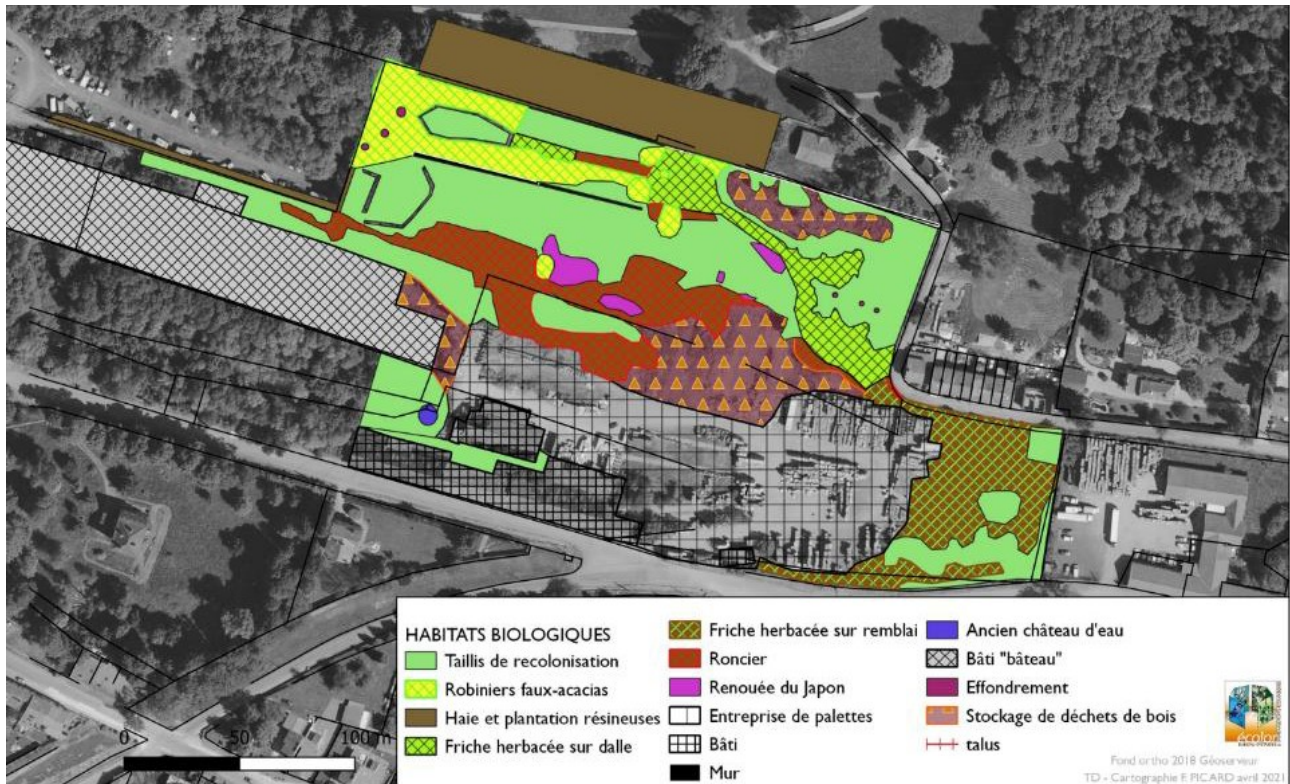 HABITATS BIOLOGIQUES
Taillis de recolonisation
Robiniers faux-acacias
Haie et plantation résineuses
Friche herbacée sur dalle
Friche herbacée sur remblai
Roncier
Renouée du Japon
Entreprise de palettes
Bâti
Mur
Ancien château d'eau
Bâti "bâteau"
Effondrement
Stockage de déchets de bois
talus
0 50 100 m
écolor
Fond ortho 2018 Géoserveur
TD - Cartographie F. PICARD avril 2021